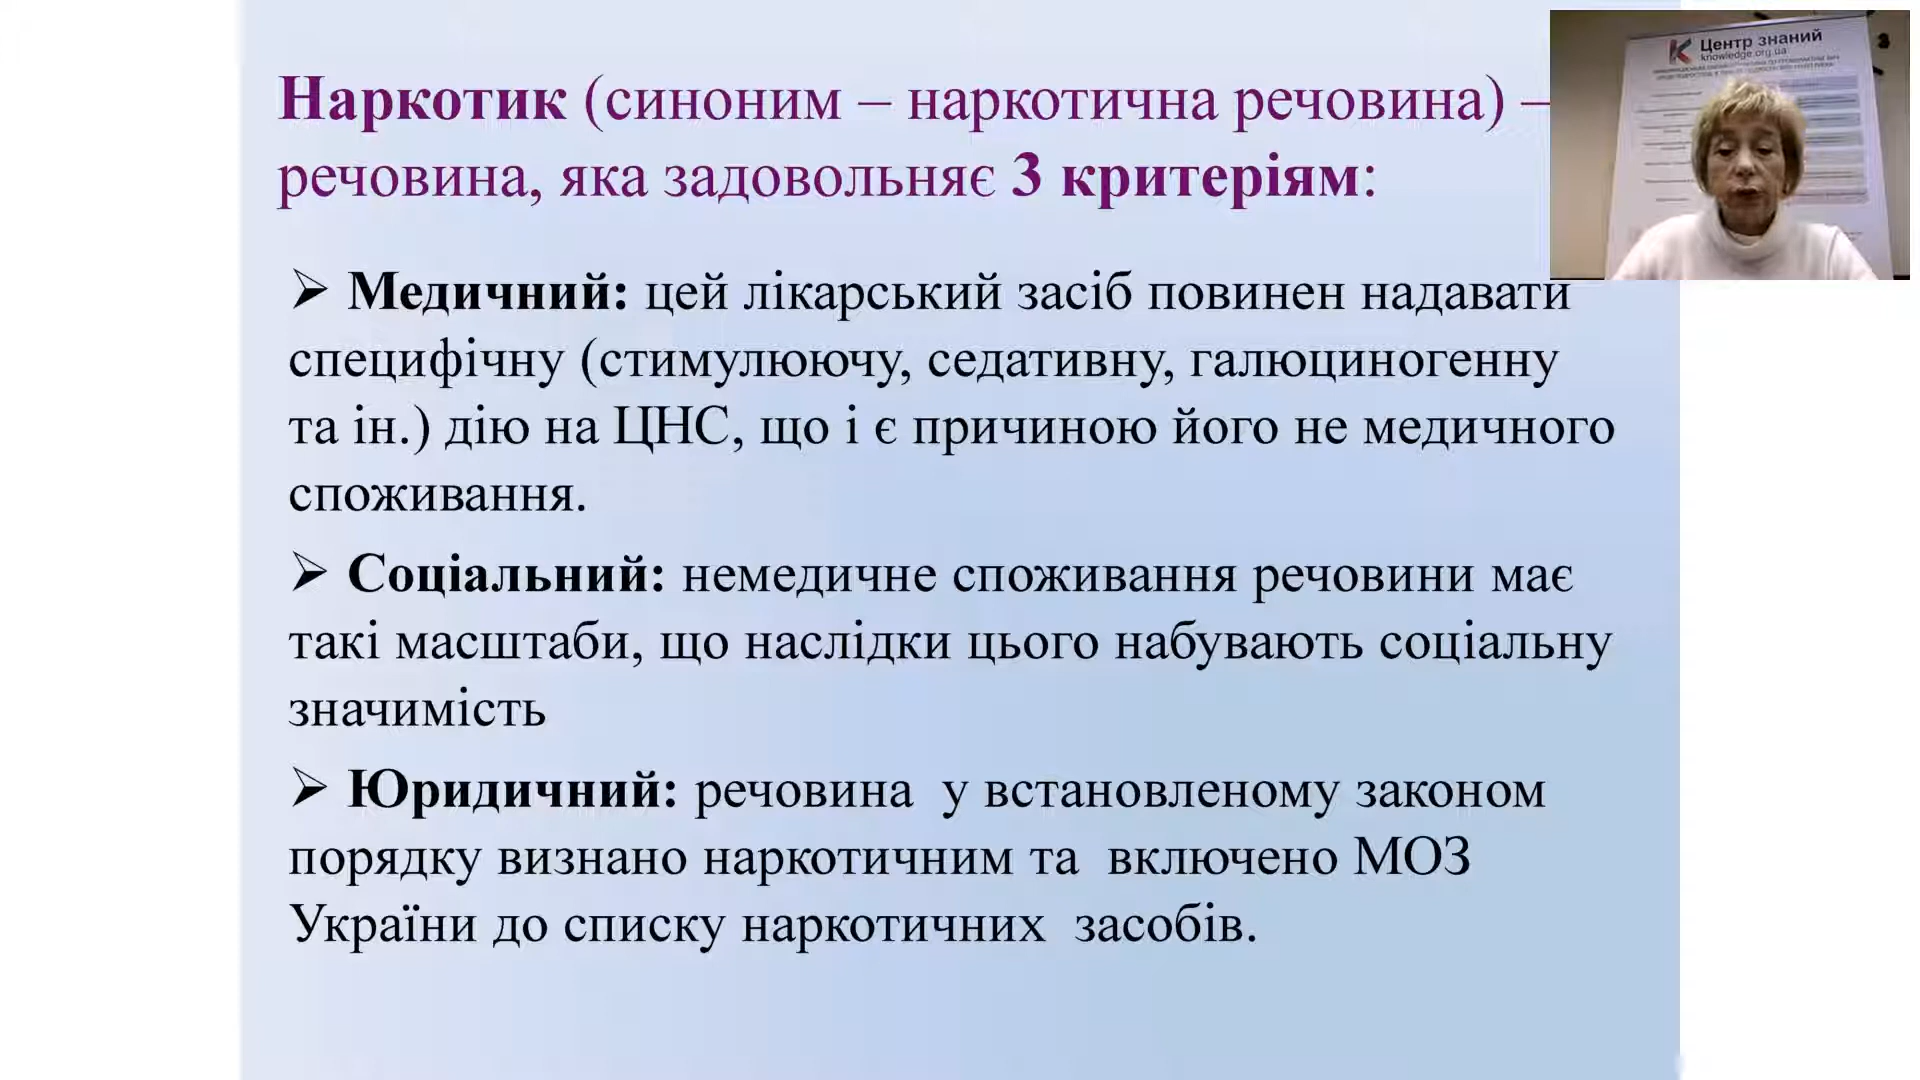 Наркотик (синоним – наркотична речовина) –
речовина, яка задовольняє 3 критеріям:
➢ Медичний: цей лікарський засіб повинен надавати
специфічну (стимулюючу, седативну, галюциногенну
та ін.) дію на ЦНС, що і є причиною його не медичного
споживання.
➢ Соціальний: немедичне споживання речовини має
такі масштаби, що наслідки цього набувають соціальну
значимість
➢ Юридичний: речовина  у встановленому законом
порядку визнано наркотичним та  включено МОЗ
України до списку наркотичних  засобів.
Центр знаний
knowledge.org.ua